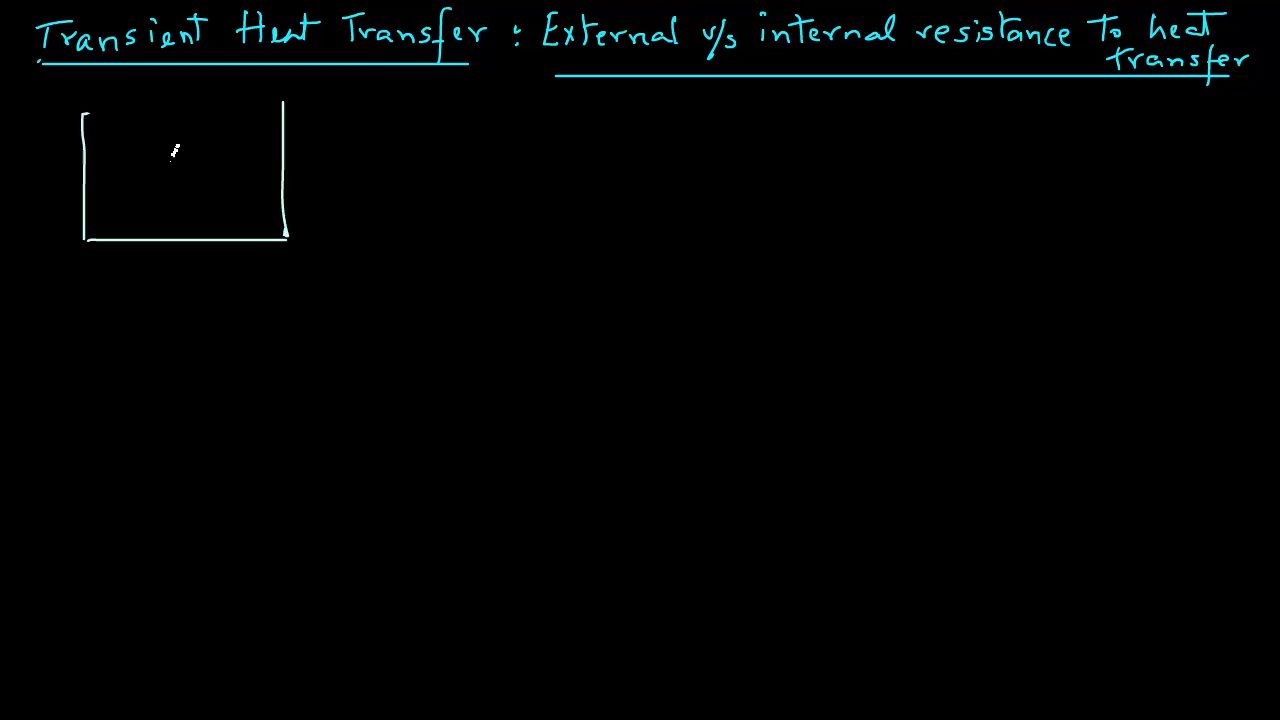 Transient Heat Transfer : External v/s internal resistance to heat
transfer